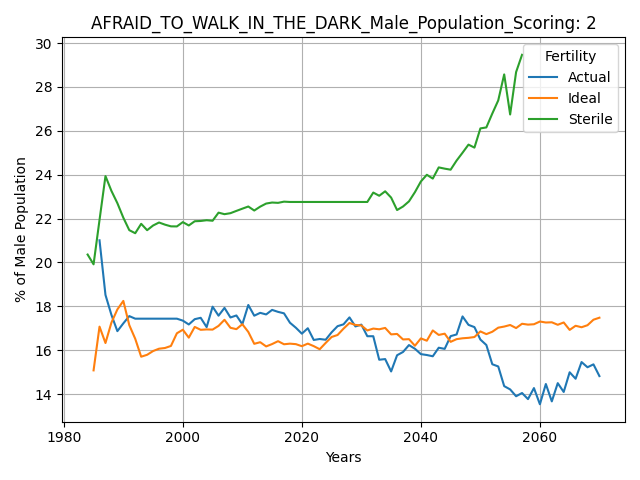 AFRAID_TO_WALK_IN_THE_DARK_Male_Population_Scoring: 2
Fertility
Actual
Ideal
Sterile
% of Male Population
30
28
26
24
22
20
18
16
14
1980
2000
2020
2040
2060
Years